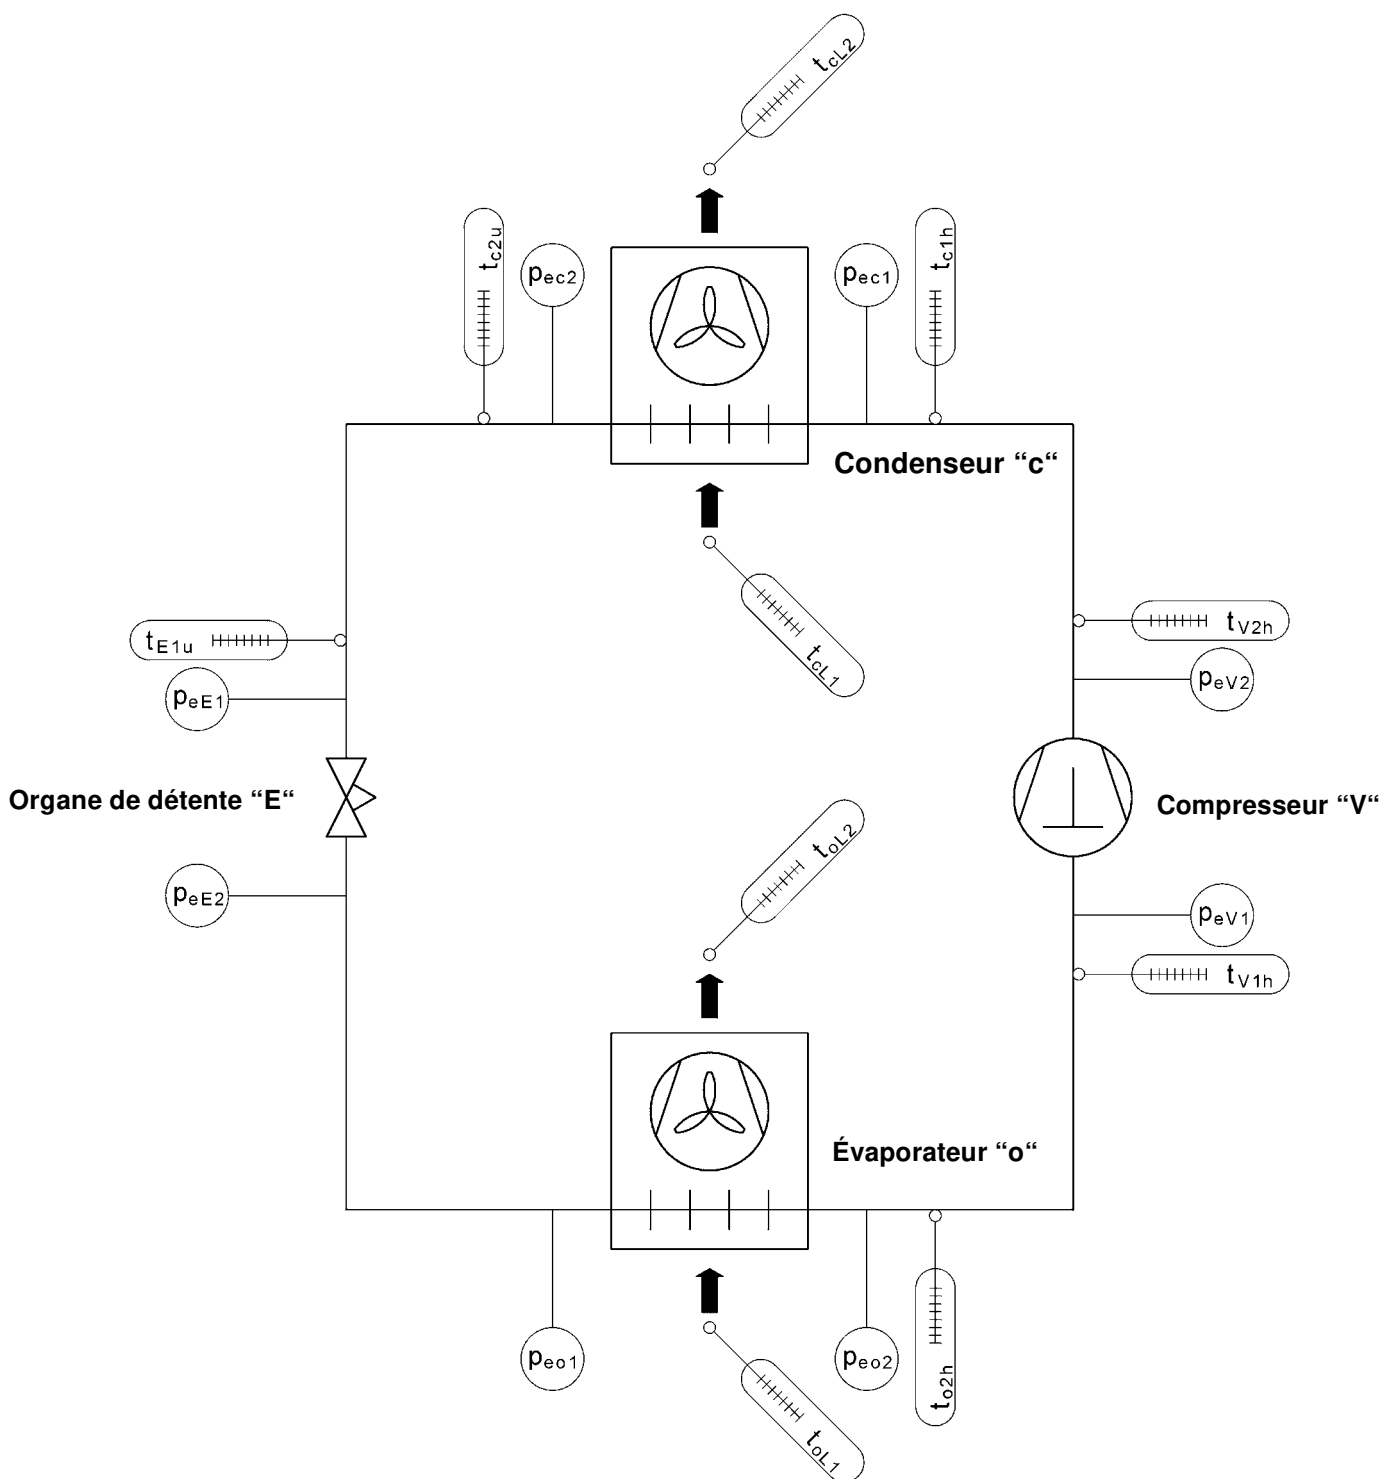 tcL2
tc2u
pec2
pec1
tc1h
Condenseur “c“
tcL1
tE1u
peE1
tV2h
peV2
Organe de détente “E“
Compresseur “V“
toL2
peE2
peV1
tV1h
Évaporateur “o“
peo1
peo2
to2h
toL1